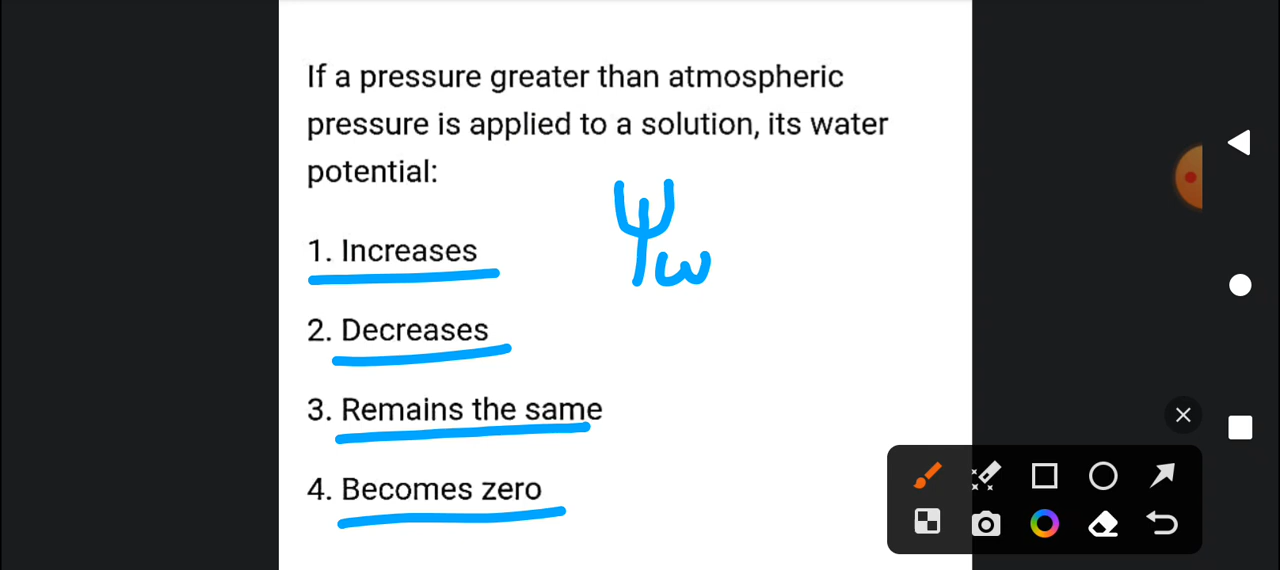 If a pressure greater than atmospheric
pressure is applied to a solution, its water
potential:
Ψw
1. Increases
2. Decreases
3. Remains the same
4. Becomes zero